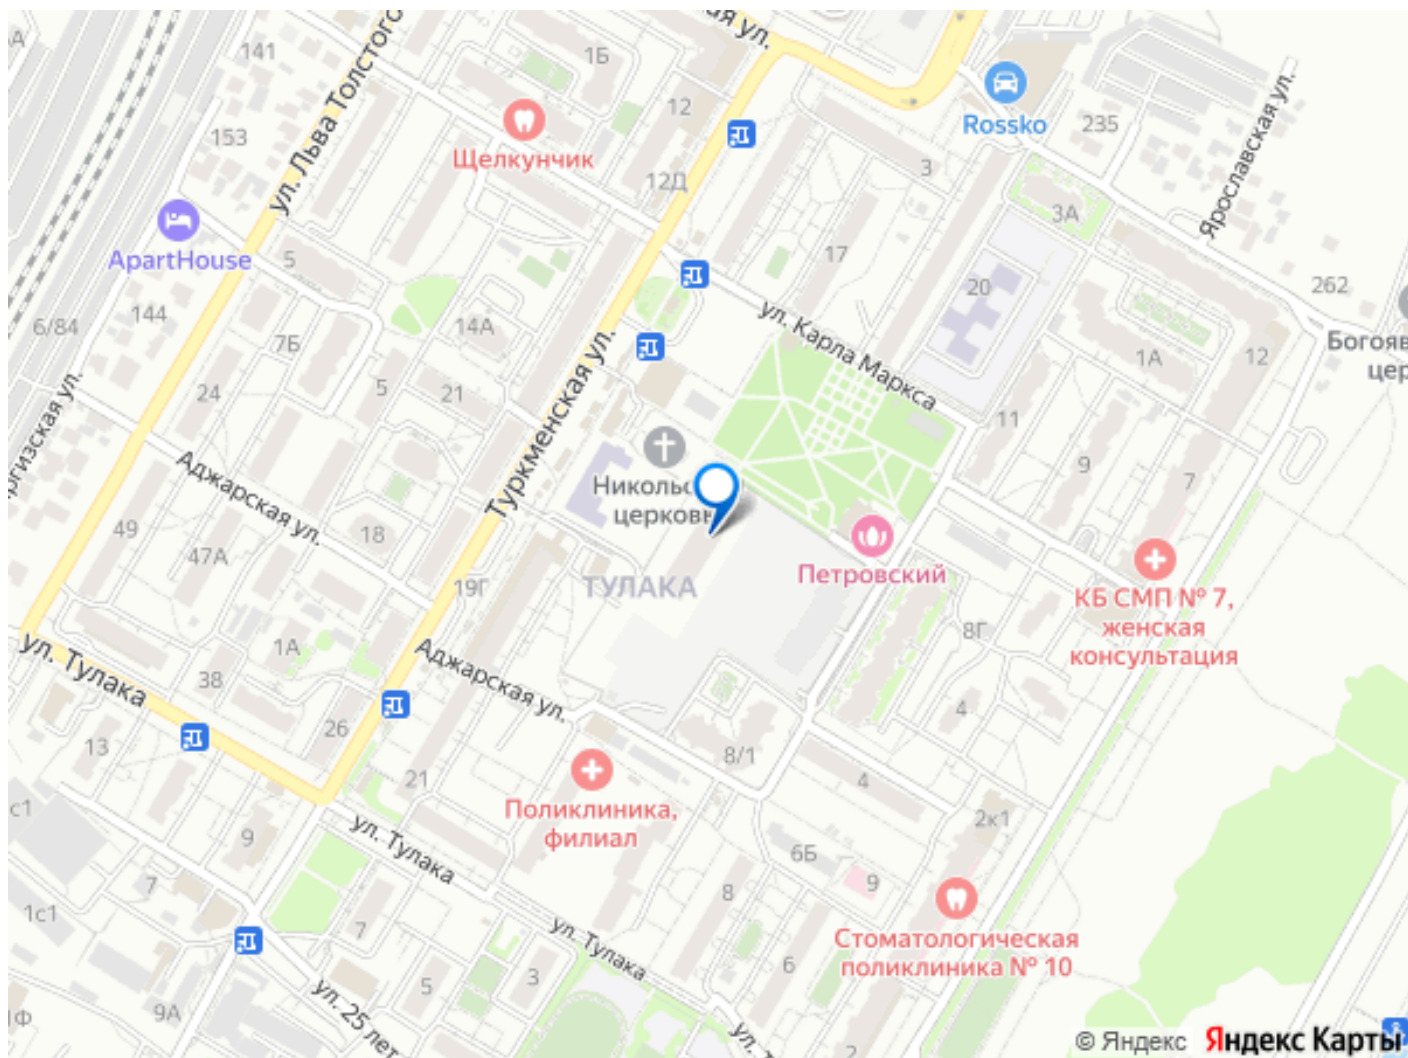 141
1Б
12
Щелкунчик
153
ул. Льва Толстого
12Д
Rossko
235
3
3А
Ярославская ул.
ApartHouse
5
17
20
262
6/84
144
14А
7Б
ул. Карла Маркса
1А
12
Туркменская ул.
24
5
21
11
9
7
Аджарская ул.
церковь
Петровский
49
47А
18
19Г
ТУЛАКА
КБ СМП № 7,
женская
консультация
8Г
ул. Тулака
1А
38
Аджарская ул.
4
26
13
21
8/1
4
Поликлиника,
филиал
2к1
9
ул. Тулака
6Б
9
7
8
1с1
7
ул. Тулака
Стоматологическая
поликлиника № 10
5
3
6
9А
ул. 25 лет
2
© Яндекс Яндекс Карты